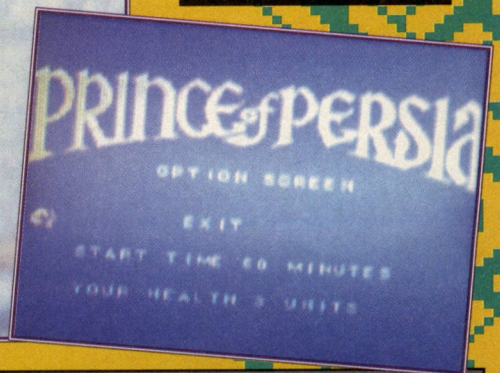 PRINCE of PERSIA
OPTION SCREEN
EXIT
START TIME 60 MINUTES
YOUR HEALTH 3 UNITS